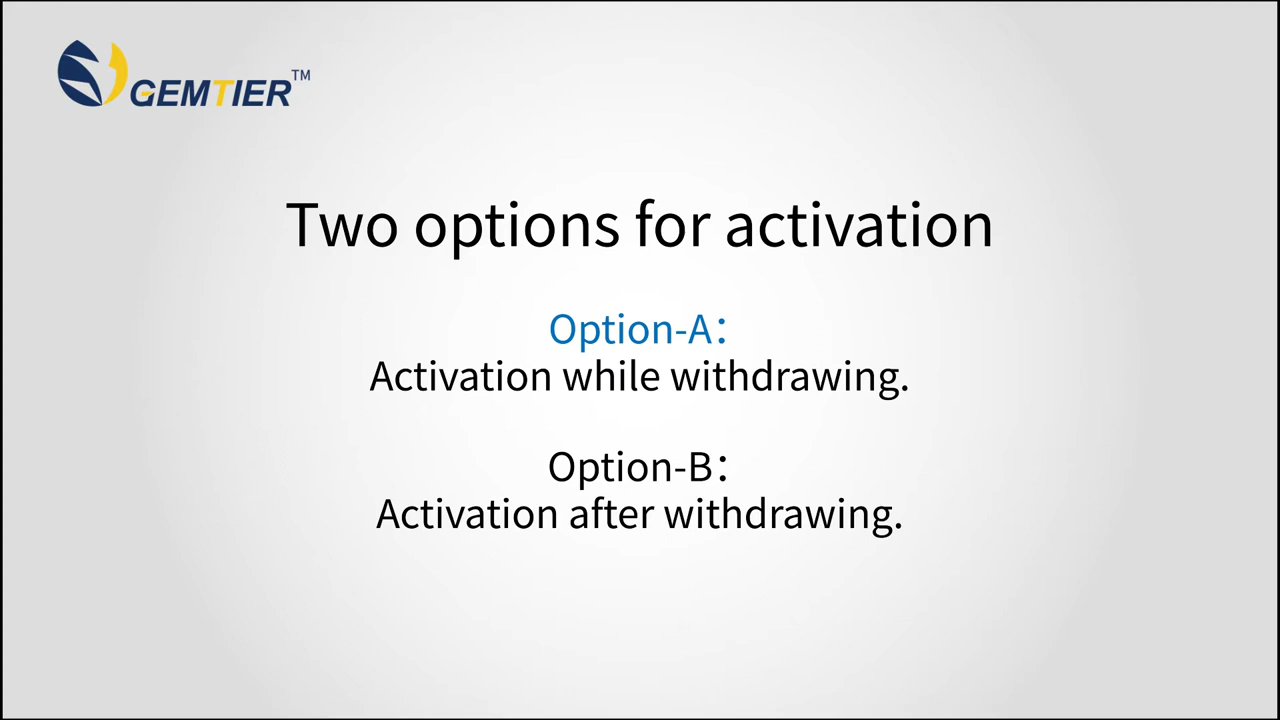 GEMTIER™
Two options for activation
Option-A：
Activation while withdrawing.
Option-B：
Activation after withdrawing.